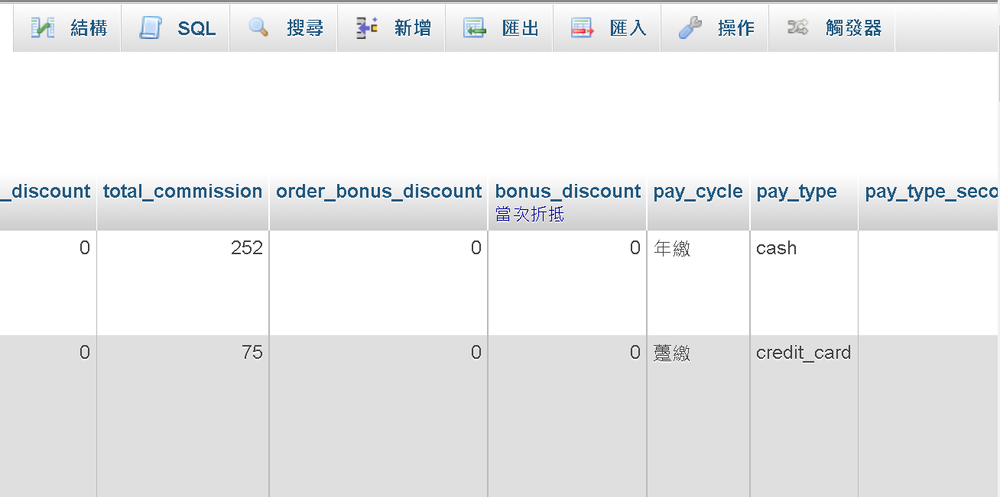 結構 SQL 搜尋 新增 匯出 匯入 操作 觸發器
_discount total_commission order_bonus_discount bonus_discount pay_cycle pay_type pay_type_seco
當次折抵
0 252 0 0 年繳 cash
0 75 0 0 躉繳 credit_card